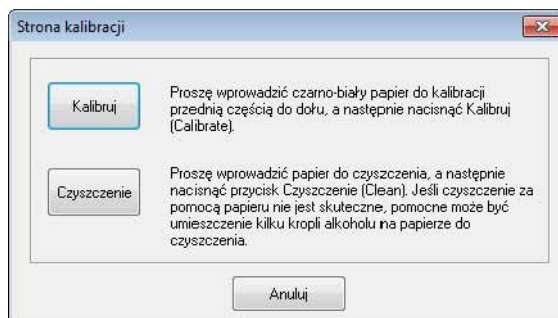 Strona kalibracji
Kalibruj
Proszę wprowadzić czarno-biały papier do kalibracji
przednią częścią do dołu, a następnie nacisnąć Kalibruj
(Calibrate).
Czyszczenie
Proszę wprowadzić papier do czyszczenia, a następnie
nacisnąć przycisk Czyszczenie (Clean). Jeśli czyszczenie za
pomocą papieru nie jest skuteczne, pomocne może być
umieszczenie kilku kropli alkoholu na papierze do
czyszczenia.
Anuluj